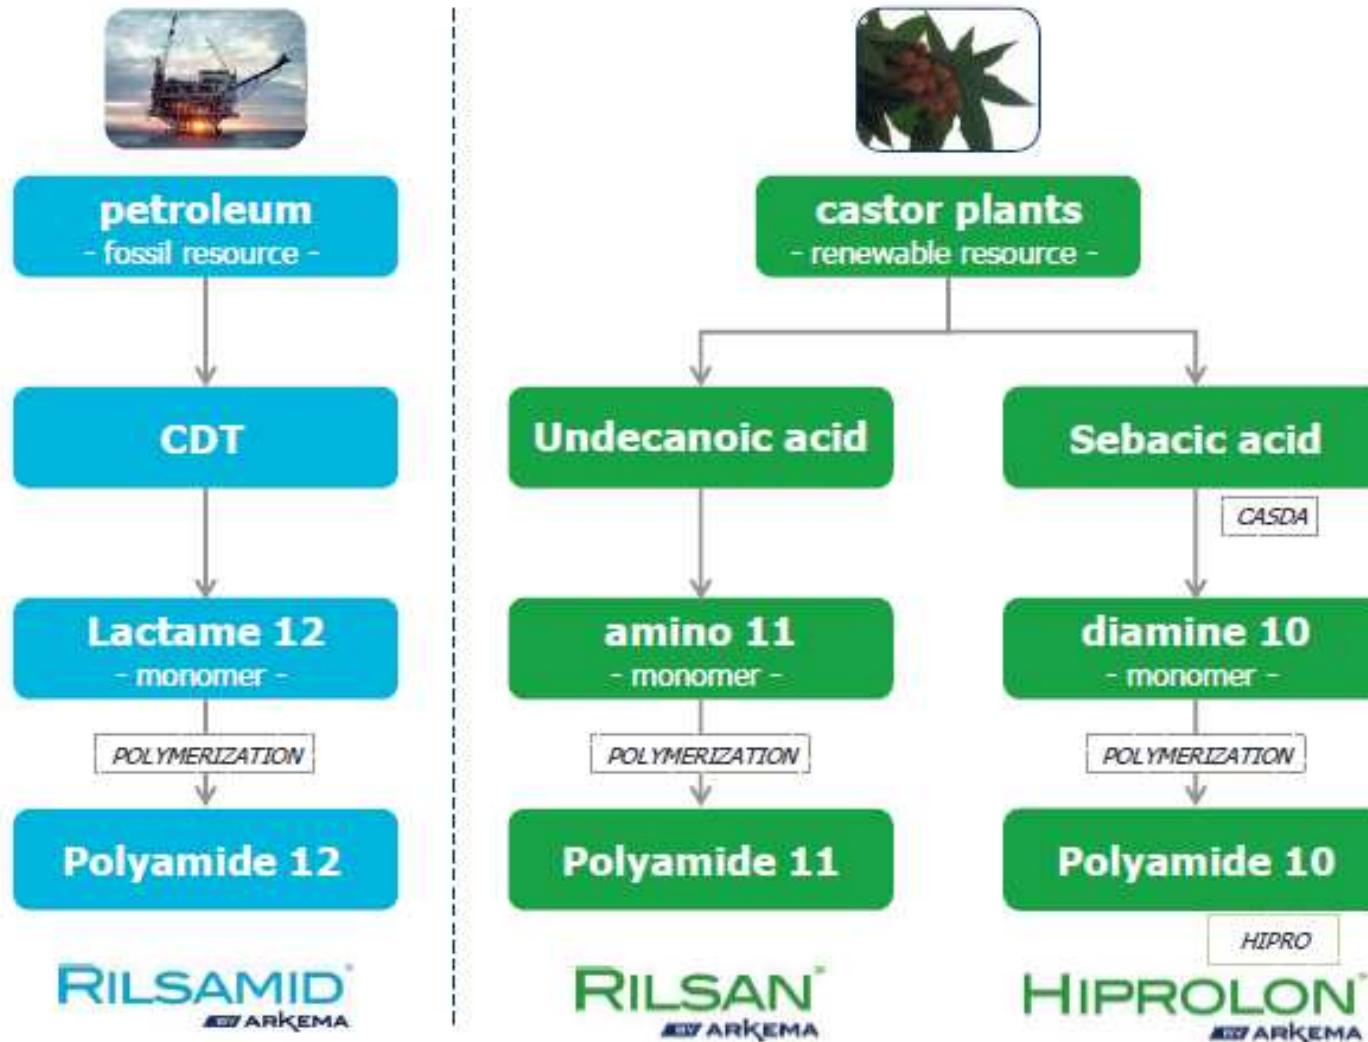 petroleum
- fossil resource -
castor plants
- renewable resource -
CDT
Undecanoic acid
Sebacic acid
CASDA
Lactame 12
- monomer -
amino 11
- monomer -
diamine 10
- monomer -
POLYMERIZATION
POLYMERIZATION
POLYMERIZATION
Polyamide 12
Polyamide 11
Polyamide 10
HIPRO
RILSAMID
ARKEMA
RILSAN
ARKEMA
HIPROLON
ARKEMA